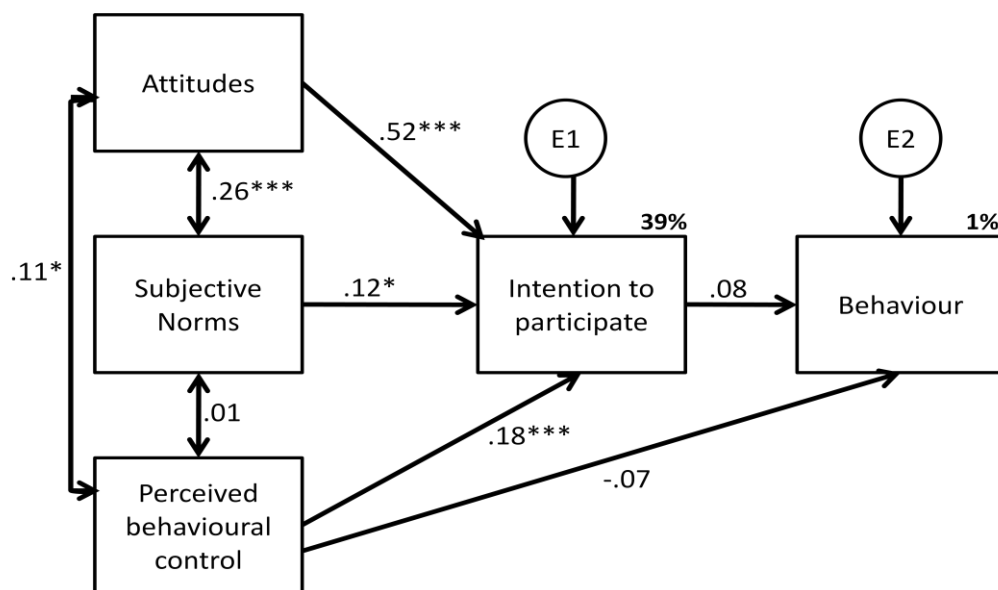 Attitudes
.52***
E1
E2
.26***
39%
1%
.11*
Subjective
Norms
.12*
Intention to
participate
.08
Behaviour
.01
.18***
-.07
Perceived
behavioural
control